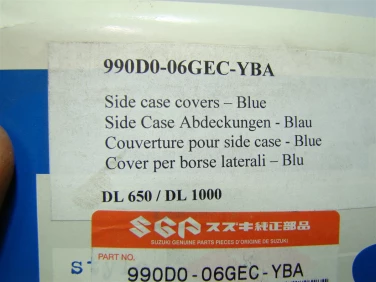 990D0-06GEC-YBA
Side case covers – Blue
Side Case Abdeckungen - Blau
Couverture pour side case - Blue
Cover per borse laterali – Blu
DL 650 / DL 1000
SGP スズキ純正部品
SUZUKI GENUINE PARTS PIECES D'ORIGINE DE SUZUKI
PART NO.
990D0-06GEC-YBA